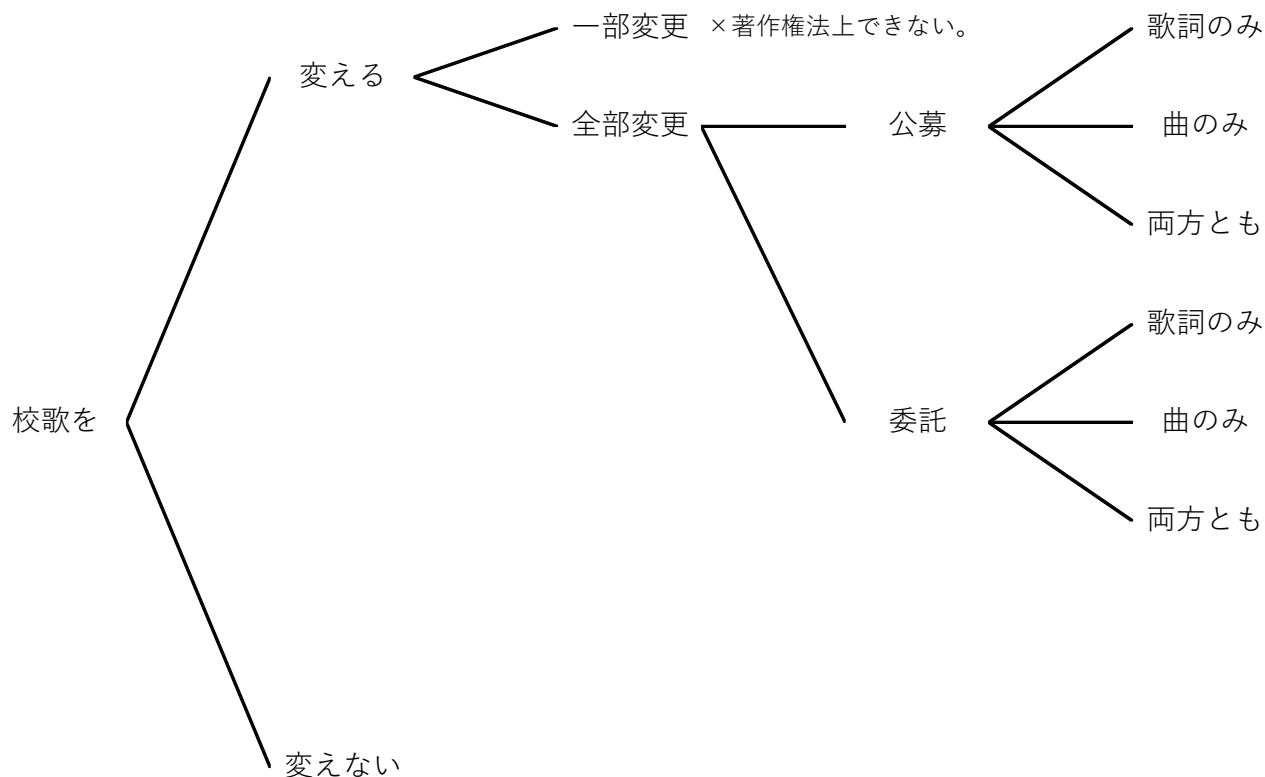 一部変更 ×著作権法上できない。
歌詞のみ
変える
全部変更
公募
曲のみ
両方とも
歌詞のみ
校歌を
委託
曲のみ
両方とも
変えない